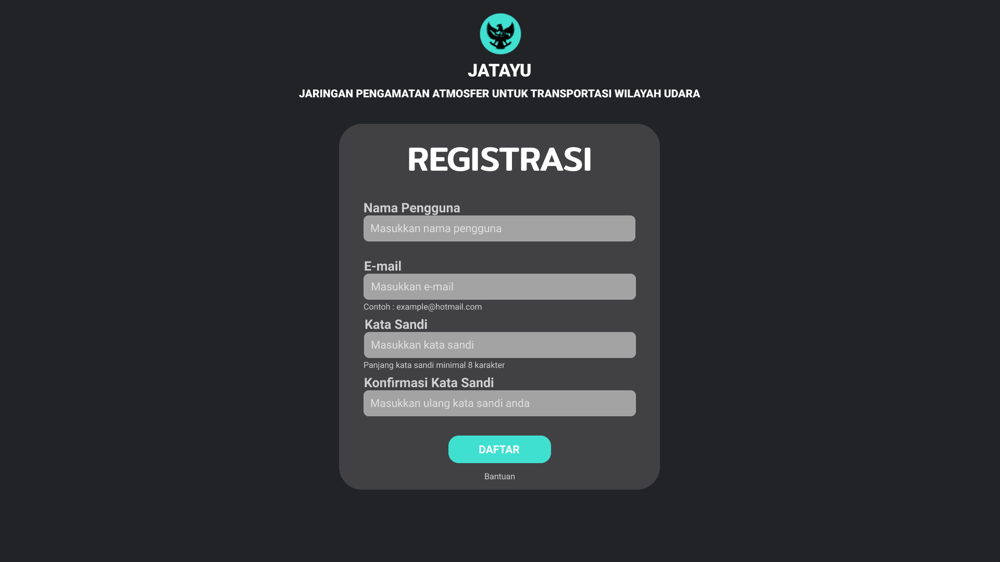 JATAYU
JARINGAN PENGAMATAN ATMOSFER UNTUK TRANSPORTASI WILAYAH UDARA
REGISTRASI
Nama Pengguna
Masukkan nama pengguna
E-mail
Masukkan e-mail
Contoh : example@hotmail.com
Kata Sandi
Masukkan kata sandi
Panjang kata sandi minimal 8 karakter
Konfirmasi Kata Sandi
Masukkan ulang kata sandi anda
DAFTAR
Bantuan